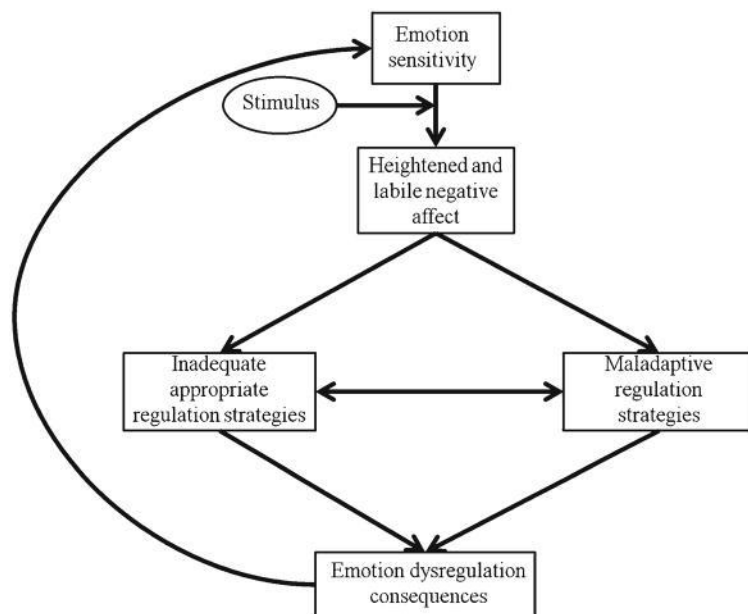 Emotion
sensitivity
Stimulus
Heightened and
labile negative
affect
Inadequate
appropriate
regulation strategies
Maladaptive
regulation
strategies
Emotion dysregulation
consequences